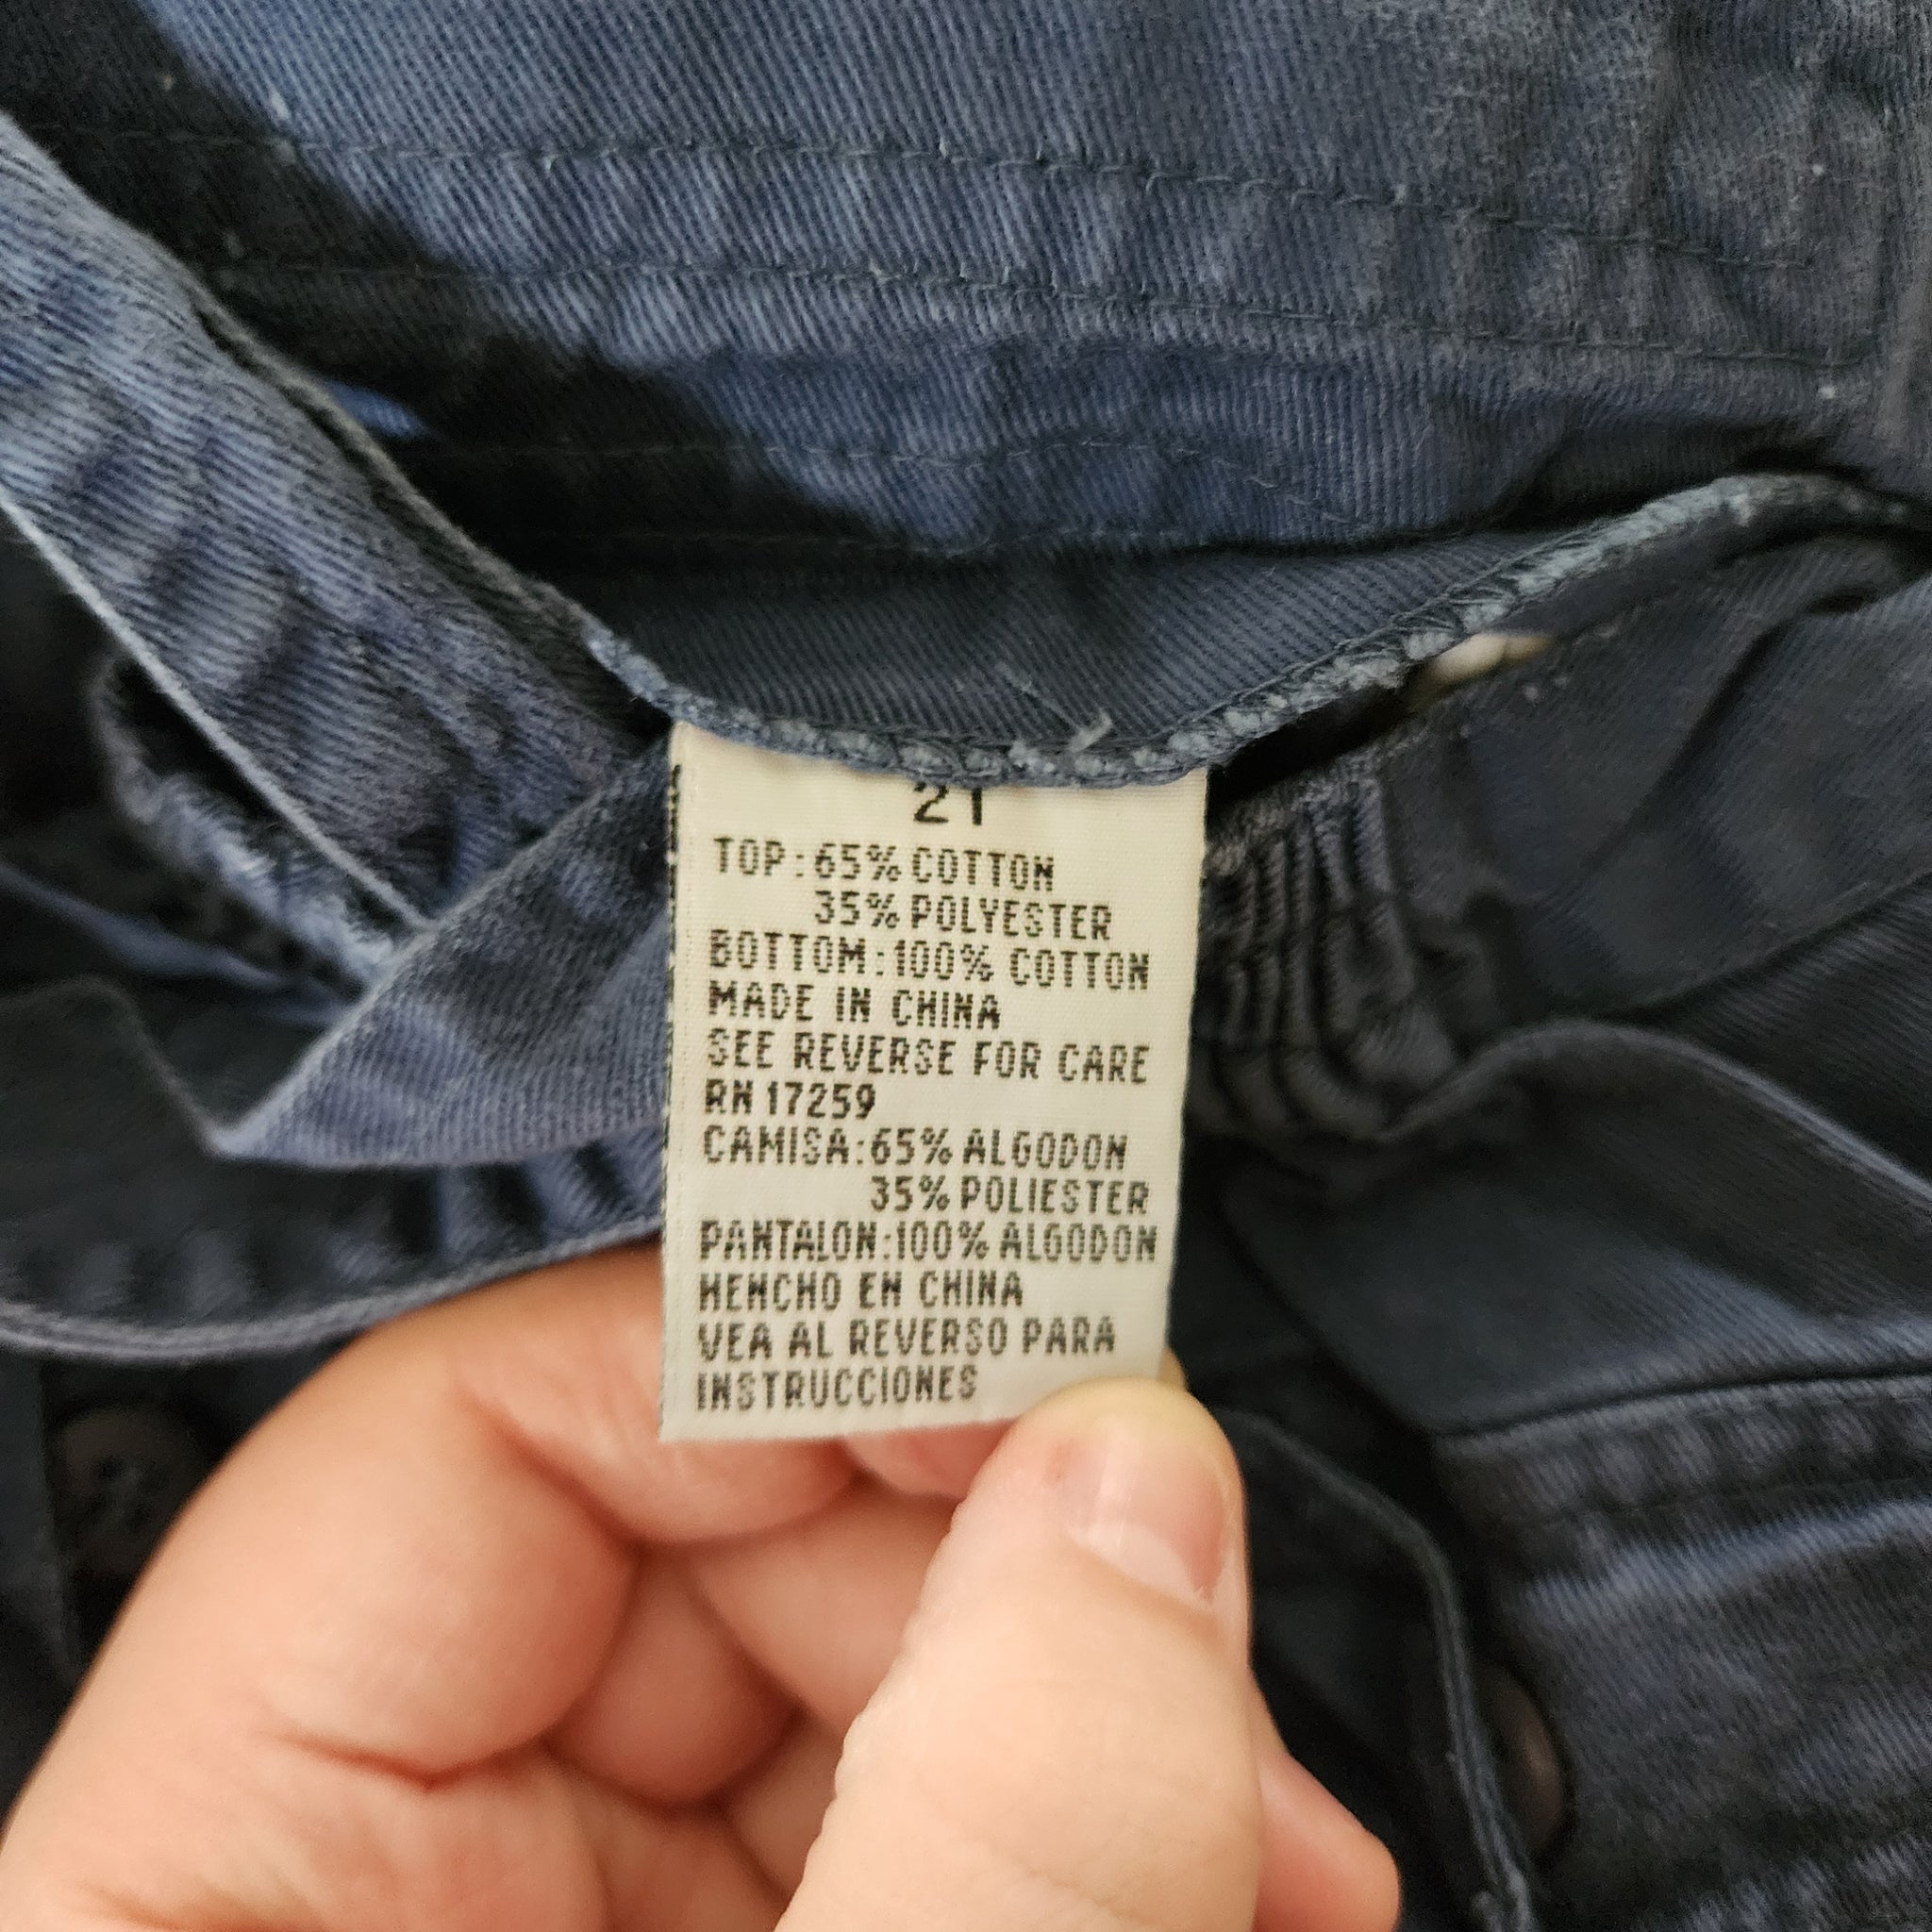 2T
TOP: 65% COTTON
35% POLYESTER
BOTTOM: 100% COTTON
MADE IN CHINA
SEE REVERSE FOR CARE
RN 17259
CAMISA: 65% ALGODON
35% POLIESTER
PANTALON: 100% ALGODON
HENCHO EN CHINA
VEA AL REVERSO PARA
INSTRUCCIONES